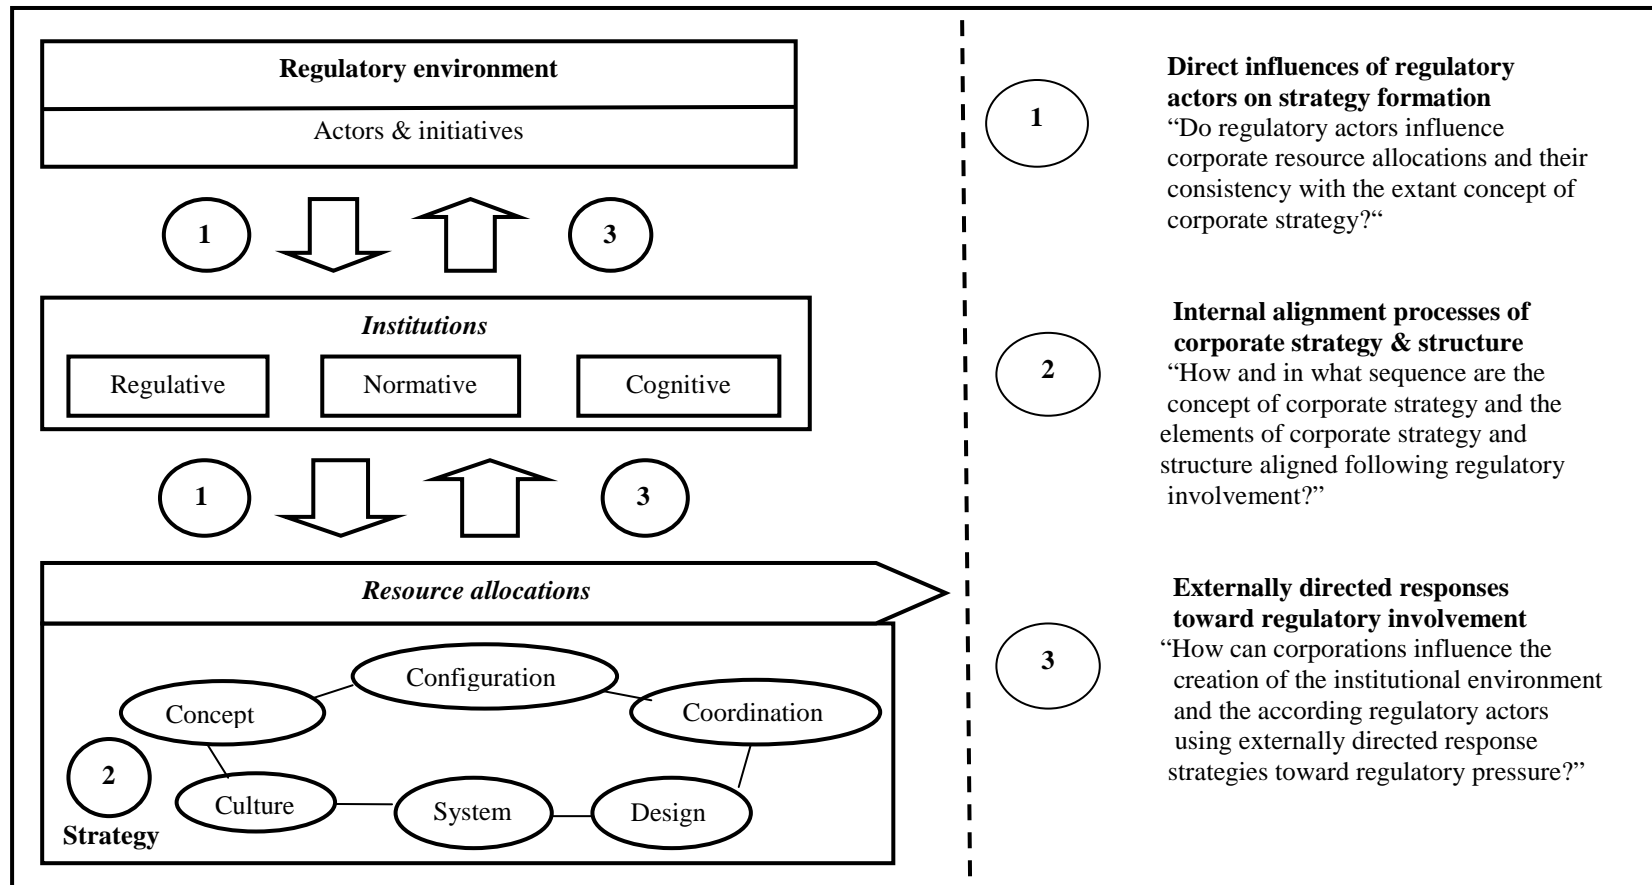 Regulatory environment
Actors & initiatives
1
3
Institutions
Regulative
Normative
Cognitive
1
3
Resource allocations
Configuration
Concept
Coordination
2
Culture
System
Design
Strategy
1
Direct influences of regulatory
actors on strategy formation
“Do regulatory actors influence
corporate resource allocations and their
consistency with the extant concept of
corporate strategy?“
2
Internal alignment processes of
corporate strategy & structure
“How and in what sequence are the
concept of corporate strategy and the
elements of corporate strategy and
structure aligned following regulatory
involvement?”
3
Externally directed responses
toward regulatory involvement
“How can corporations influence the
creation of the institutional environment
and the according regulatory actors
using externally directed response
strategies toward regulatory pressure?”